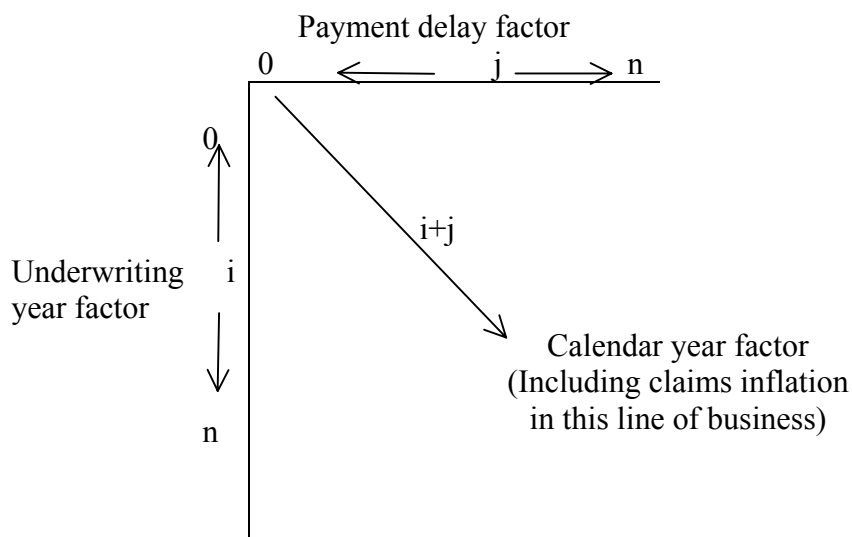 Payment delay factor
0 j n
0
i+j
Underwriting i
year factor
Calendar year factor
(Including claims inflation
in this line of business)
n